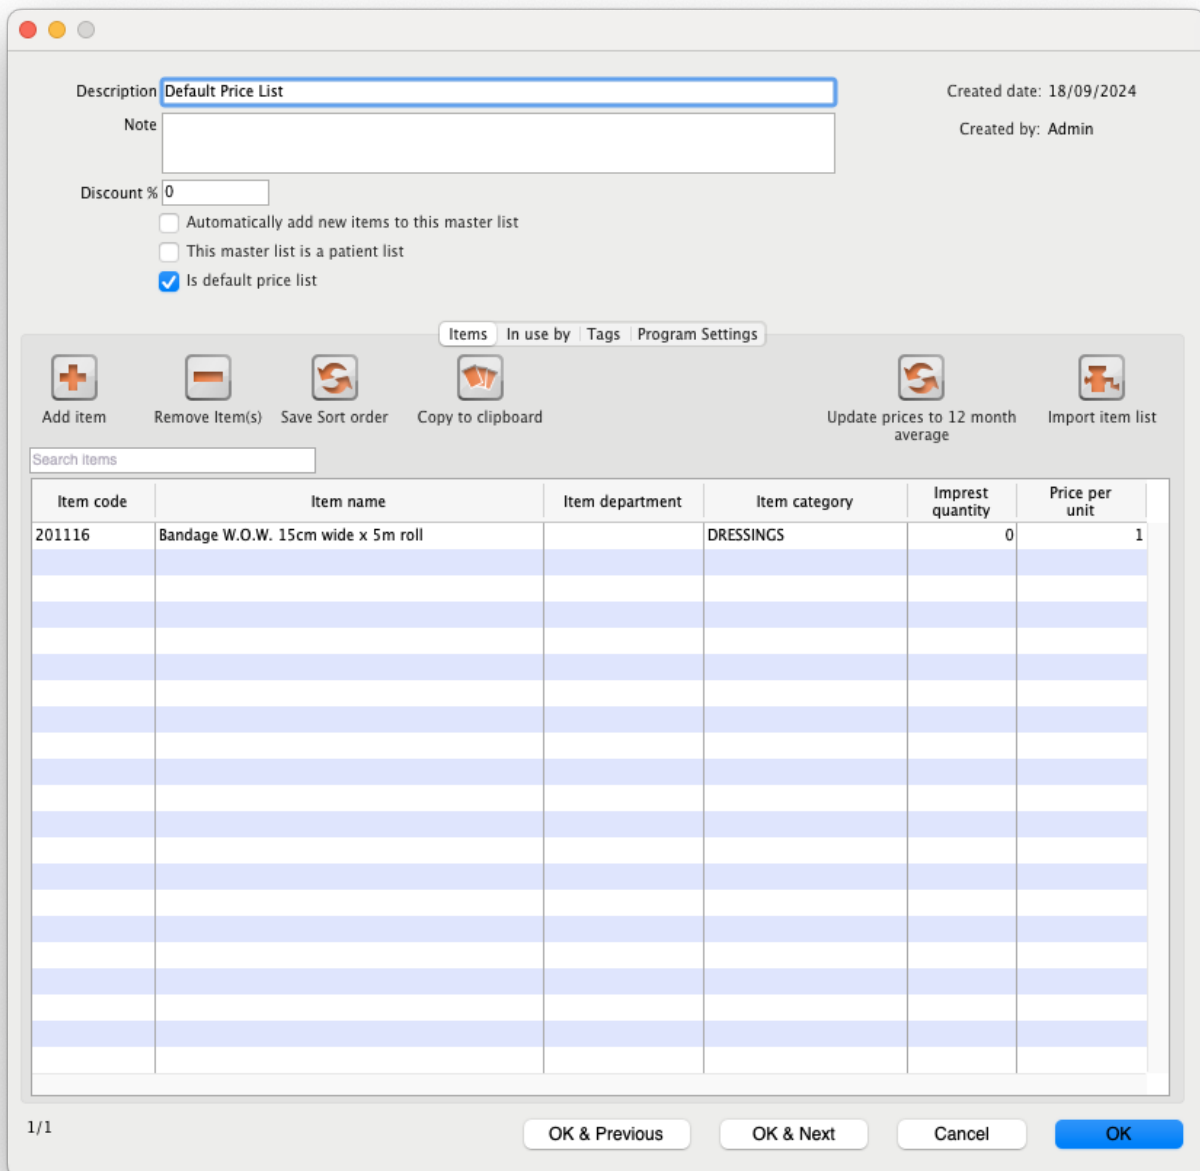 Description Default Price List Created date: 18/09/2024
Note Created by: Admin
Discount % 0
Automatically add new items to this master list
This master list is a patient list
Is default price list
Items In use by Tags Program Settings
Add item Remove Item(s) Save Sort order Copy to clipboard Update prices to 12 month average Import item list
Search items
Item code Item name Item department Item category Imprest quantity Price per unit
201116 Bandage W.O.W. 15cm wide x 5m roll DRESSINGS 0 1
1/1 OK & Previous OK & Next Cancel OK